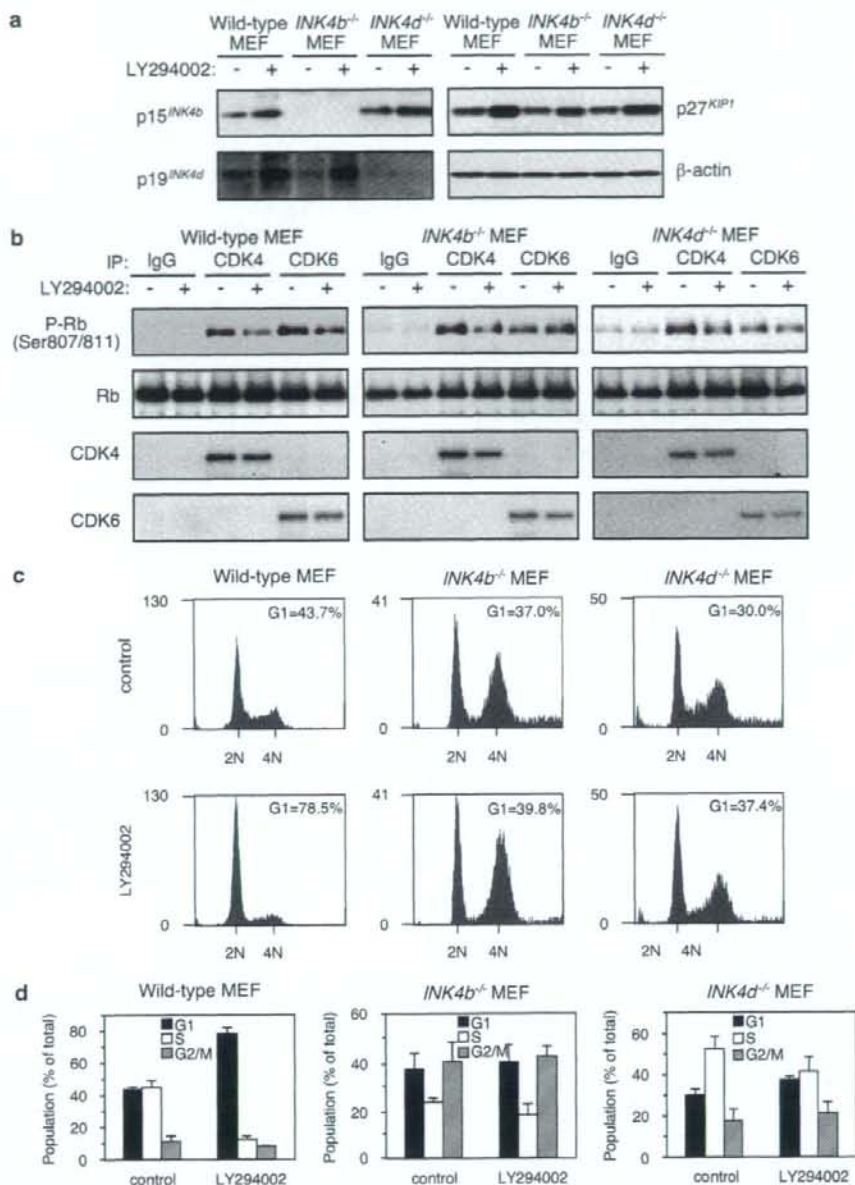 a
Wild-type MEF INK4b-/- MEF INK4d-/- MEF Wild-type MEF INK4b-/- MEF INK4d-/- MEF
LY294002: - + - + - + - + - + - +
p15INK4b p27KIP1
p19INK4d β-actin
b
Wild-type MEF INK4b-/- MEF INK4d-/- MEF
IP: IgG CDK4 CDK6 IgG CDK4 CDK6 IgG CDK4 CDK6
LY294002: - + - + - + - + - + - + - + - + - +
P-Rb
(Ser807/811)
Rb
CDK4
CDK6
c
Wild-type MEF INK4b-/- MEF INK4d-/- MEF
control
130 G1=43.7% 41 G1=37.0% 50 G1=30.0%
0 0 0
2N 4N 2N 4N 2N 4N
LY294002
130 G1=78.5% 41 G1=39.8% 50 G1=37.4%
0 0 0
2N 4N 2N 4N 2N 4N
d
Wild-type MEF INK4b-/- MEF INK4d-/- MEF
Population (% of total) Population (% of total) Population (% of total)
80 60 40 20 0
60 40 20 0
60 40 20 0
G1 G1 G1
S S S
G2/M G2/M G2/M
control LY294002 control LY294002 control LY294002